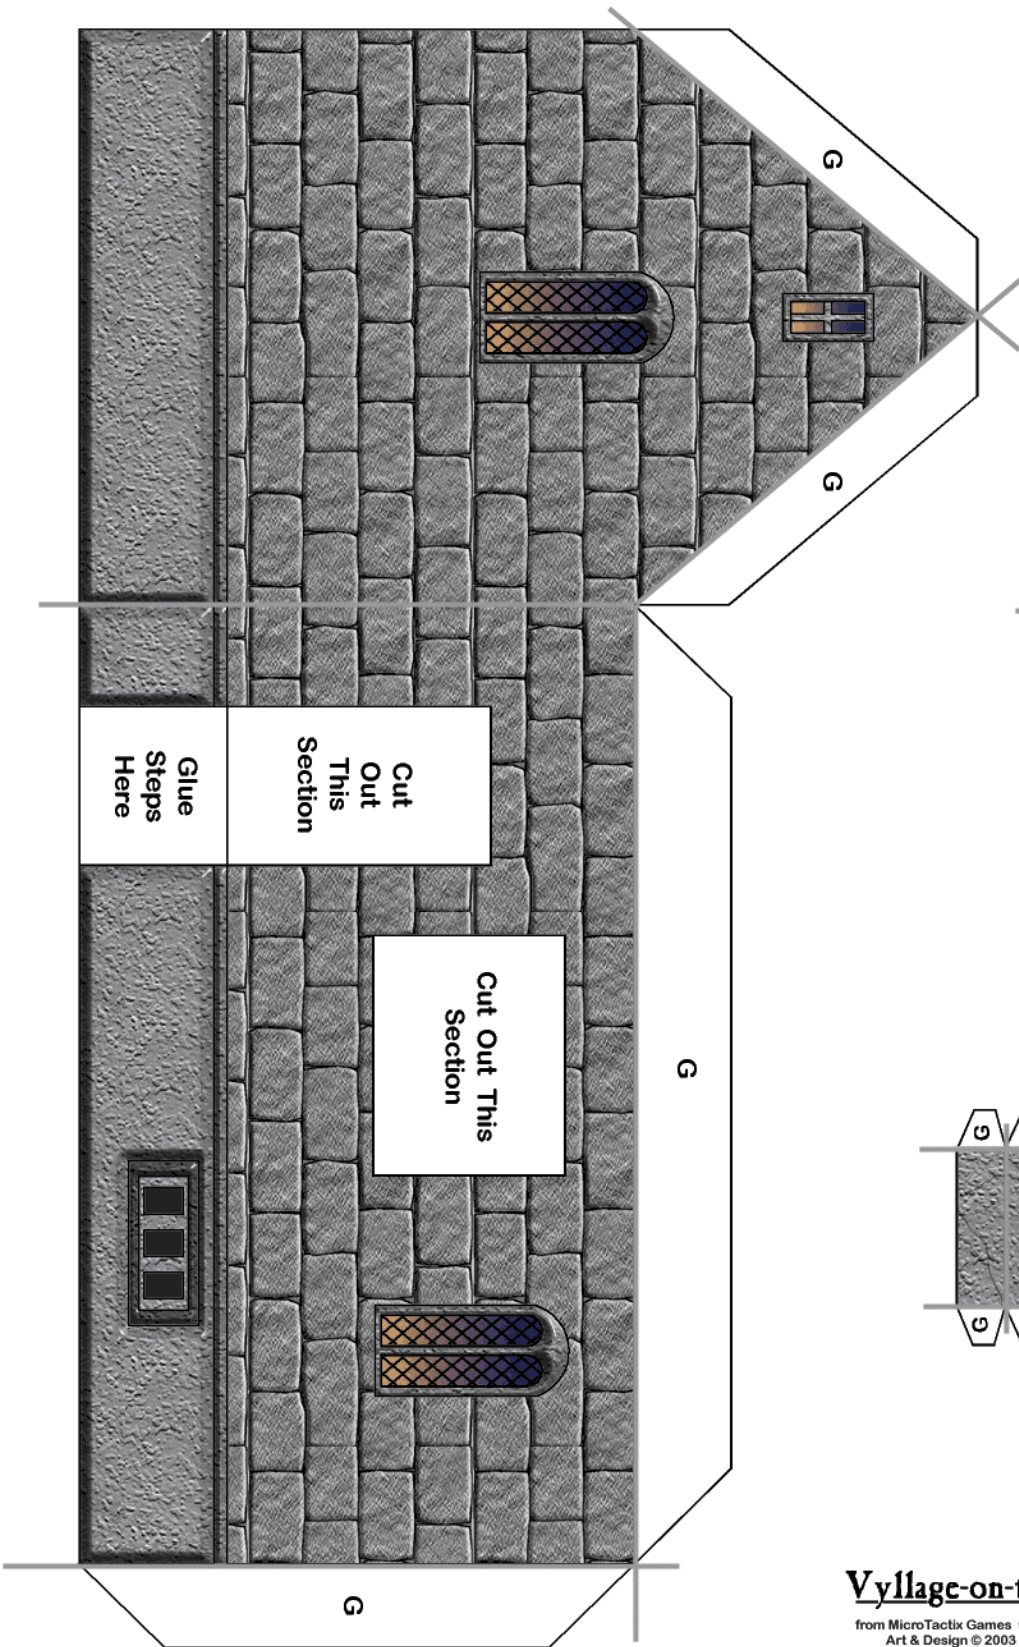 G
G
Glue
Steps
Here
Cut
Out
This
Section
Cut Out This
Section
G
G
G
G
Vyllage-on-t
from MicroTactix Games
Art & Design © 2003